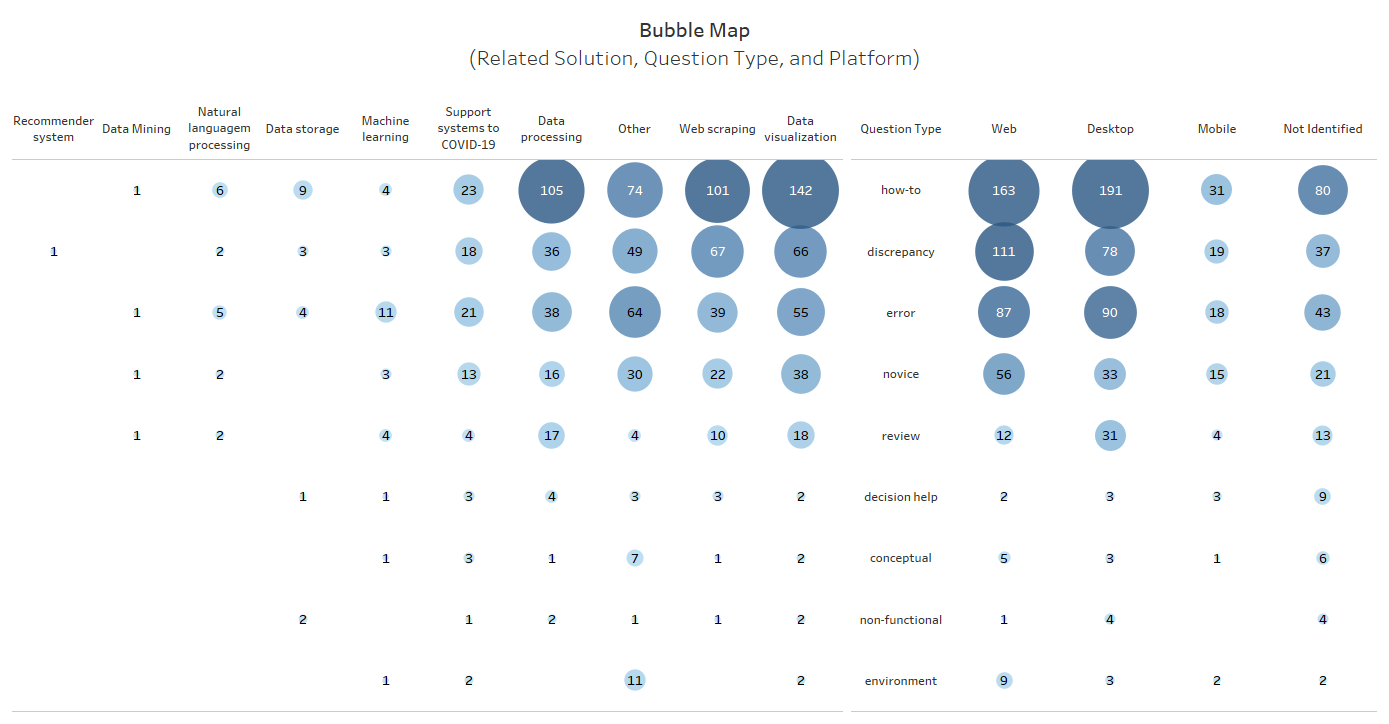 Bubble Map
(Related Solution, Question Type, and Platform)
Recommender system Data Mining Natural languagem processing Data storage Machine learning Support systems to COVID-19 Data processing Other Web scraping Data visualization Question Type Web Desktop Mobile Not Identified
1 6 9 4 23 105 74 101 142 how-to 163 191 31 80
1 2 3 3 18 36 49 67 66 discrepancy 111 78 19 37
1 5 4 11 21 38 64 39 55 error 87 90 18 43
1 2 3 13 16 30 22 38 novice 56 33 15 21
1 2 4 4 17 4 10 18 review 12 31 4 13
1 1 3 4 3 3 2 decision help 2 3 3 9
1 3 1 7 1 2 conceptual 5 3 1 6
2 1 2 1 1 2 non-functional 1 4 4
1 2 11 2 environment 9 3 2 2